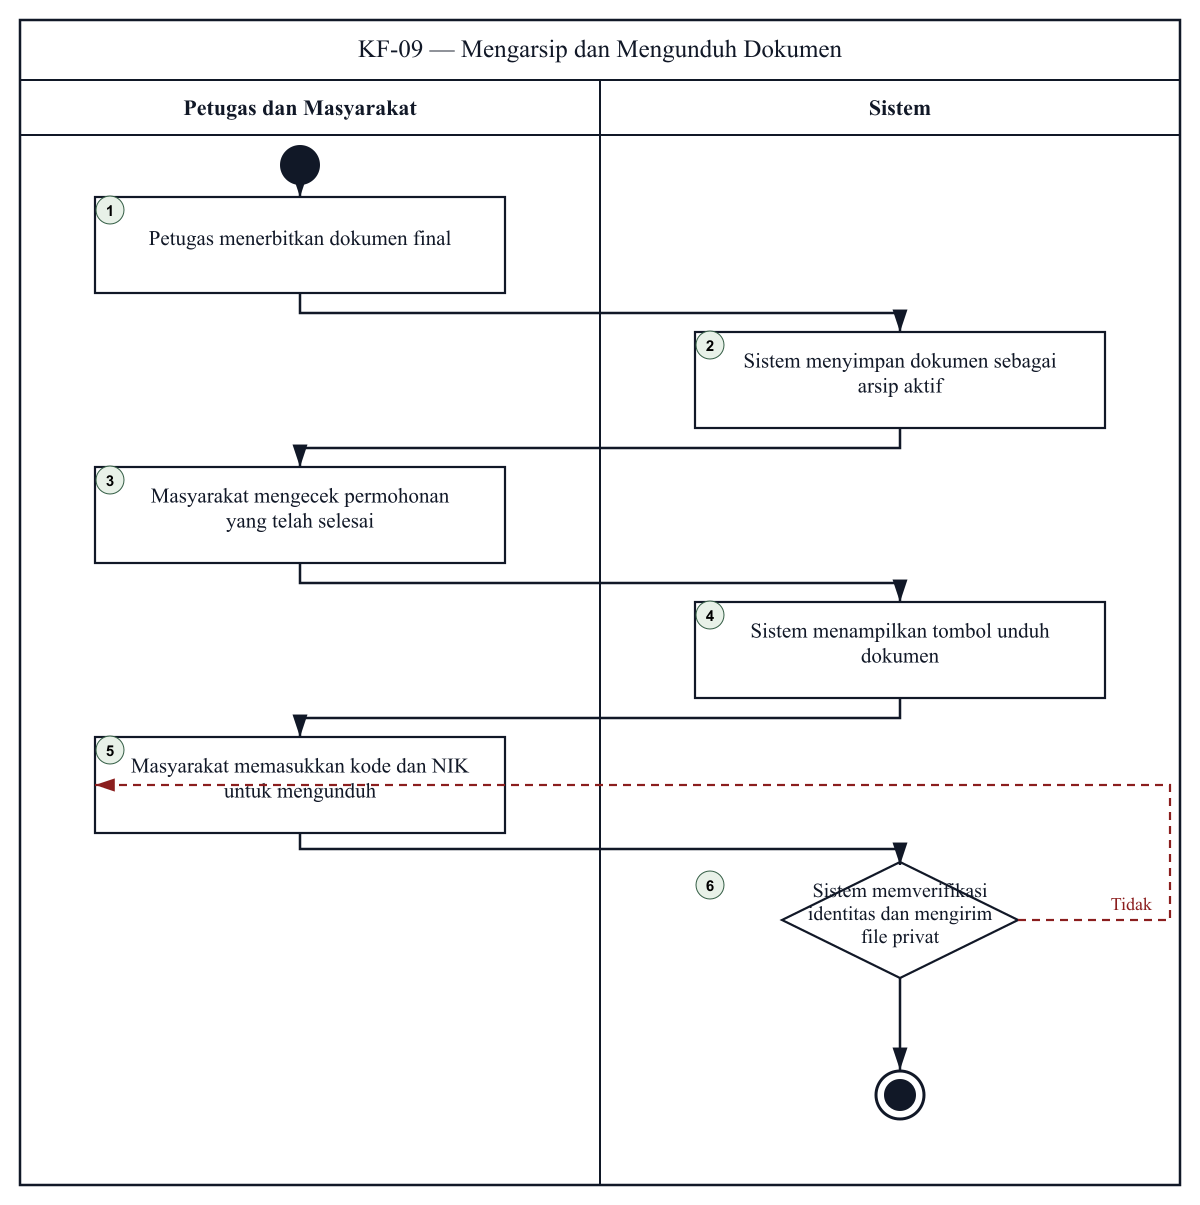 KF-09 — Mengarsip dan Mengunduh Dokumen
Petugas dan Masyarakat
Sistem
1
Petugas menerbitkan dokumen final
2
Sistem menyimpan dokumen sebagai
arsip aktif
3
Masyarakat mengecek permohonan
yang telah selesai
4
Sistem menampilkan tombol unduh
dokumen
5
Masyarakat memasukkan kode dan NIK
untuk mengunduh
6
Sistem memverifikasi
identitas dan mengirim
file privat
Tidak